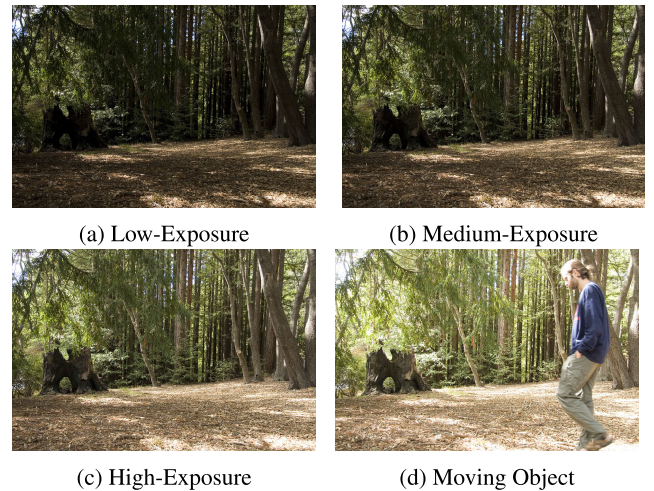 (a) Low-Exposure
(b) Medium-Exposure
(c) High-Exposure
(d) Moving Object